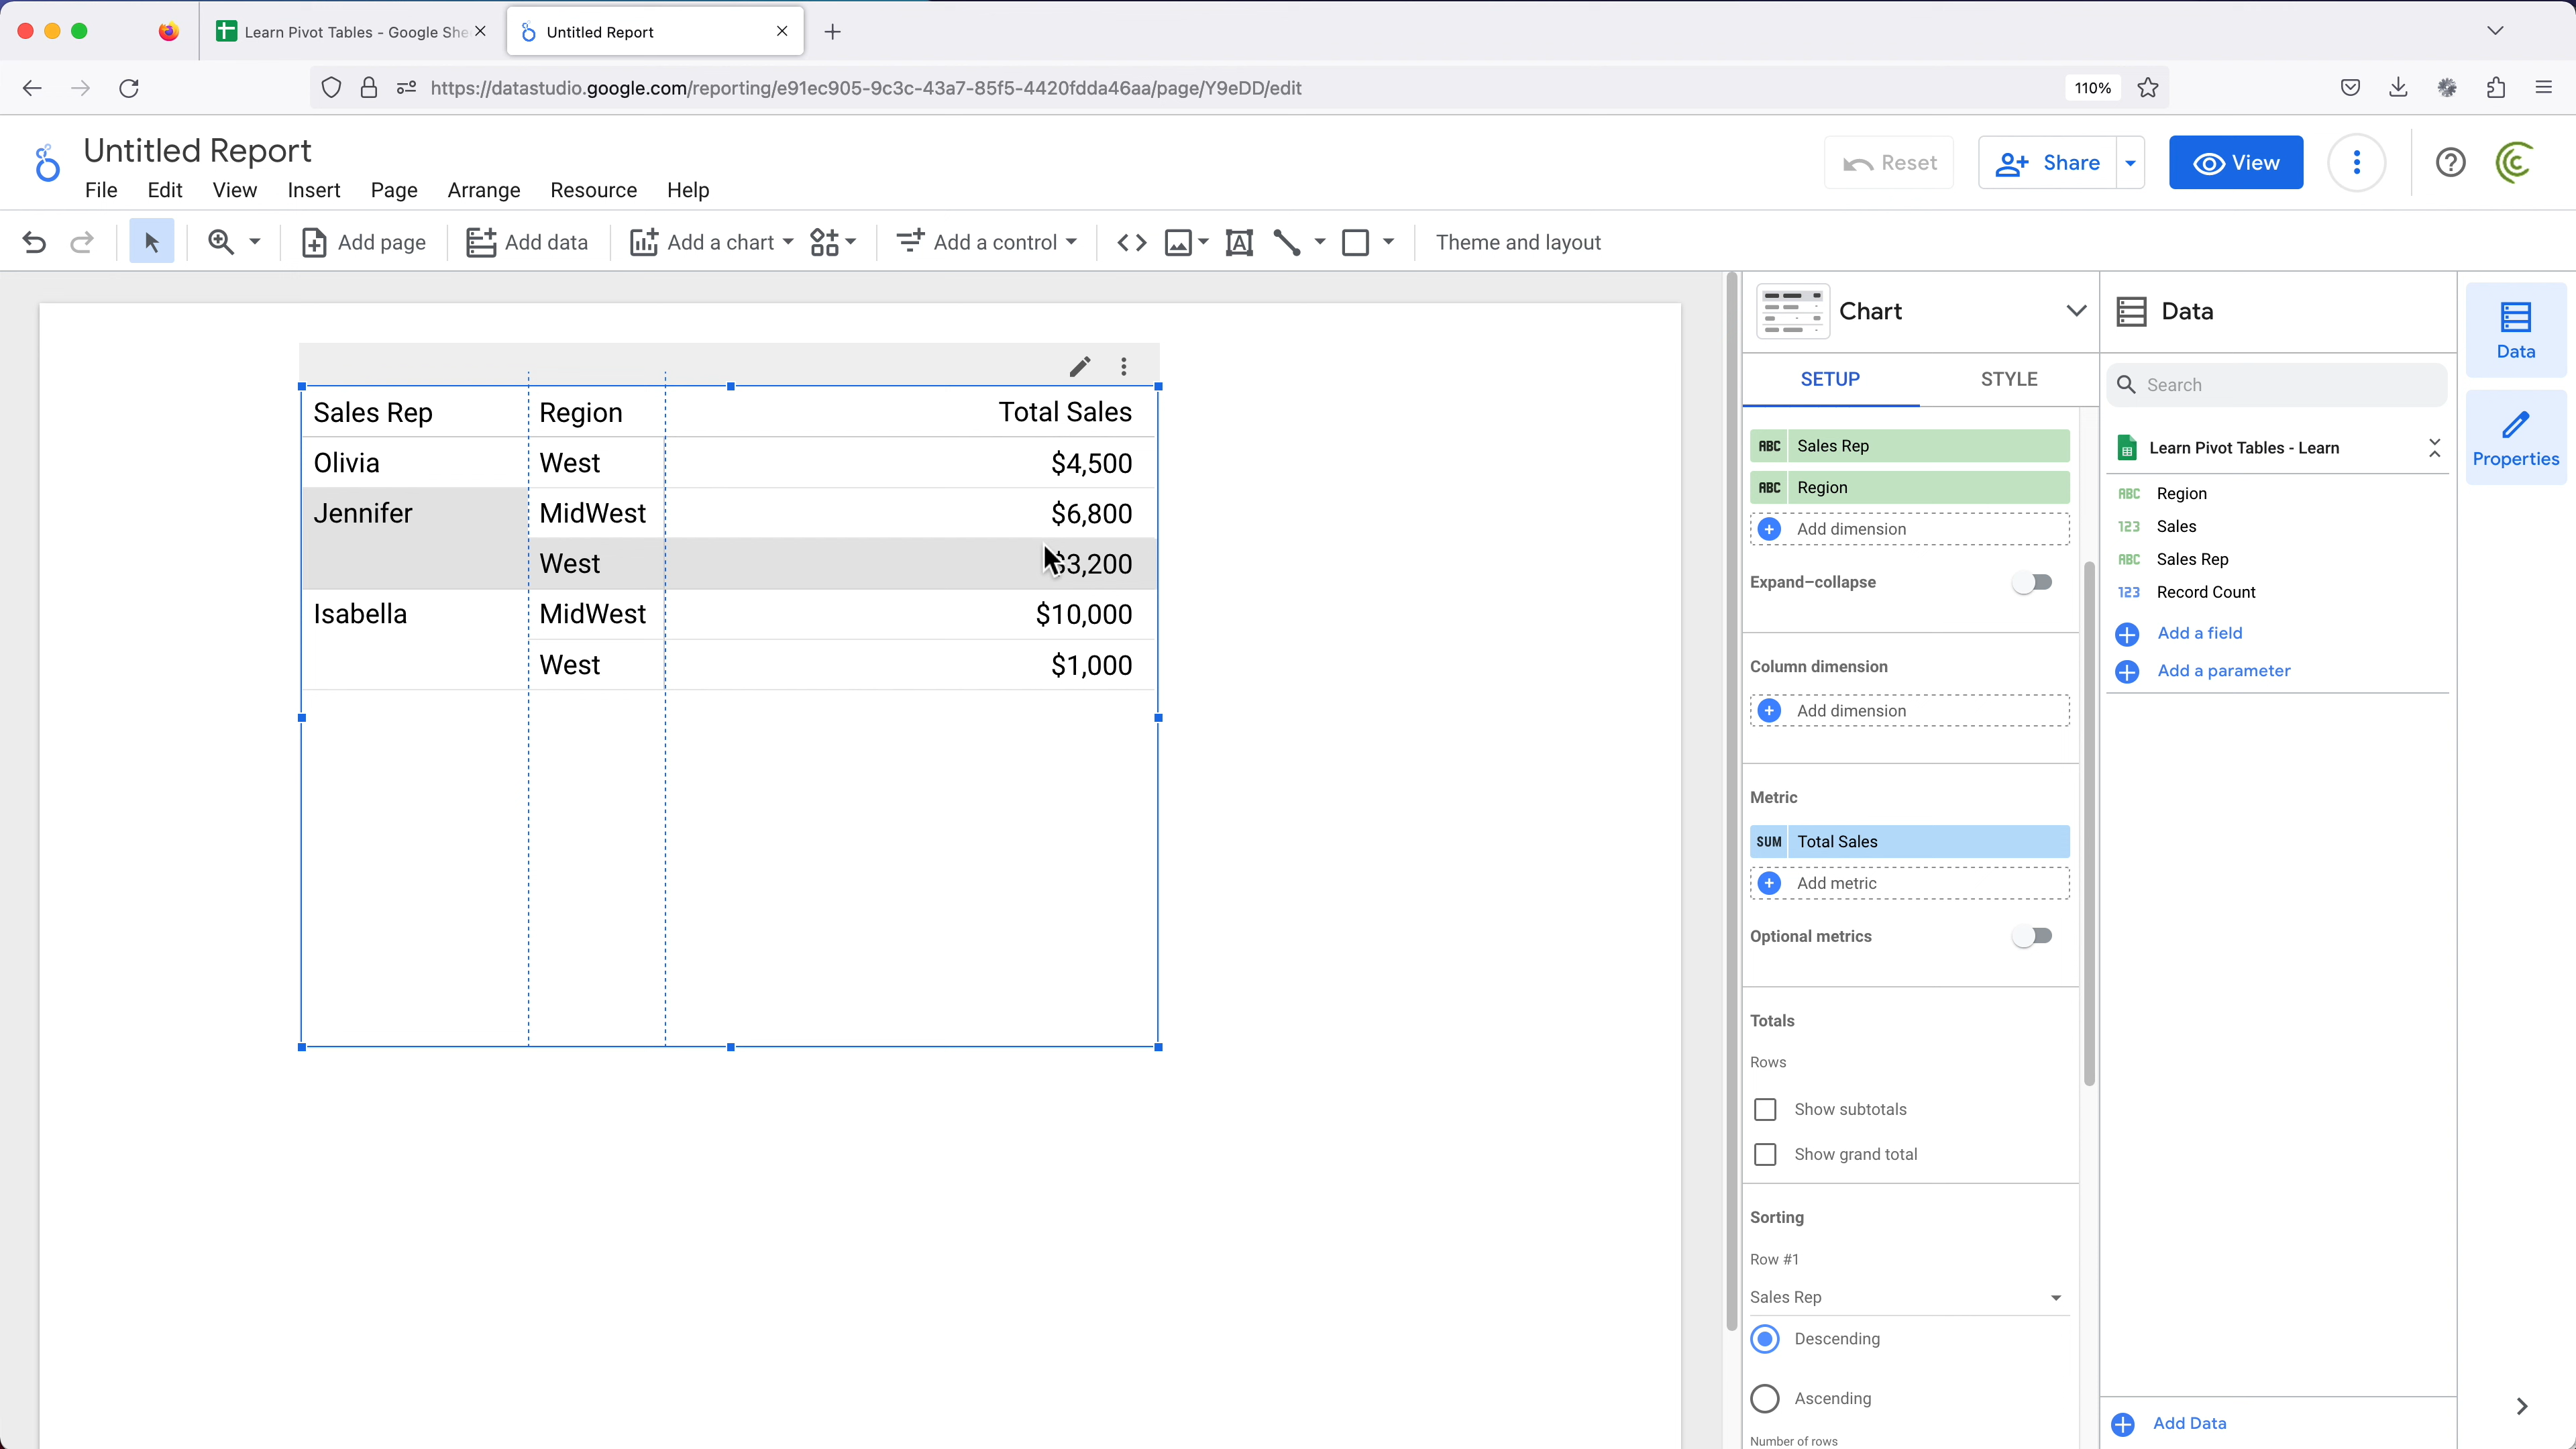 Learn Pivot Tables - Google She
Untitled Report
https://datastudio.google.com/reporting/e91ec905-9c3c-43a7-85f5-4420fdda46aa/page/Y9eDD/edit
110%
Untitled Report
File Edit View Insert Page Arrange Resource Help
Reset
Share
View
Add page
Add data
Add a chart
Add a control
Theme and layout
Sales Rep Region Total Sales
Olivia West $4,500
Jennifer MidWest $6,800
West $3,200
Isabella MidWest $10,000
West $1,000
Chart
SETUP STYLE
ABC Sales Rep
ABC Region
Add dimension
Expand-collapse
Column dimension
Add dimension
Metric
SUM Total Sales
Add metric
Optional metrics
Totals
Rows
Show subtotals
Show grand total
Sorting
Row #1
Sales Rep
Descending
Ascending
Number of rows
Data
Search
Learn Pivot Tables - Learn
ABC Region
123 Sales
ABC Sales Rep
123 Record Count
Add a field
Add a parameter
Add Data
Data
Properties